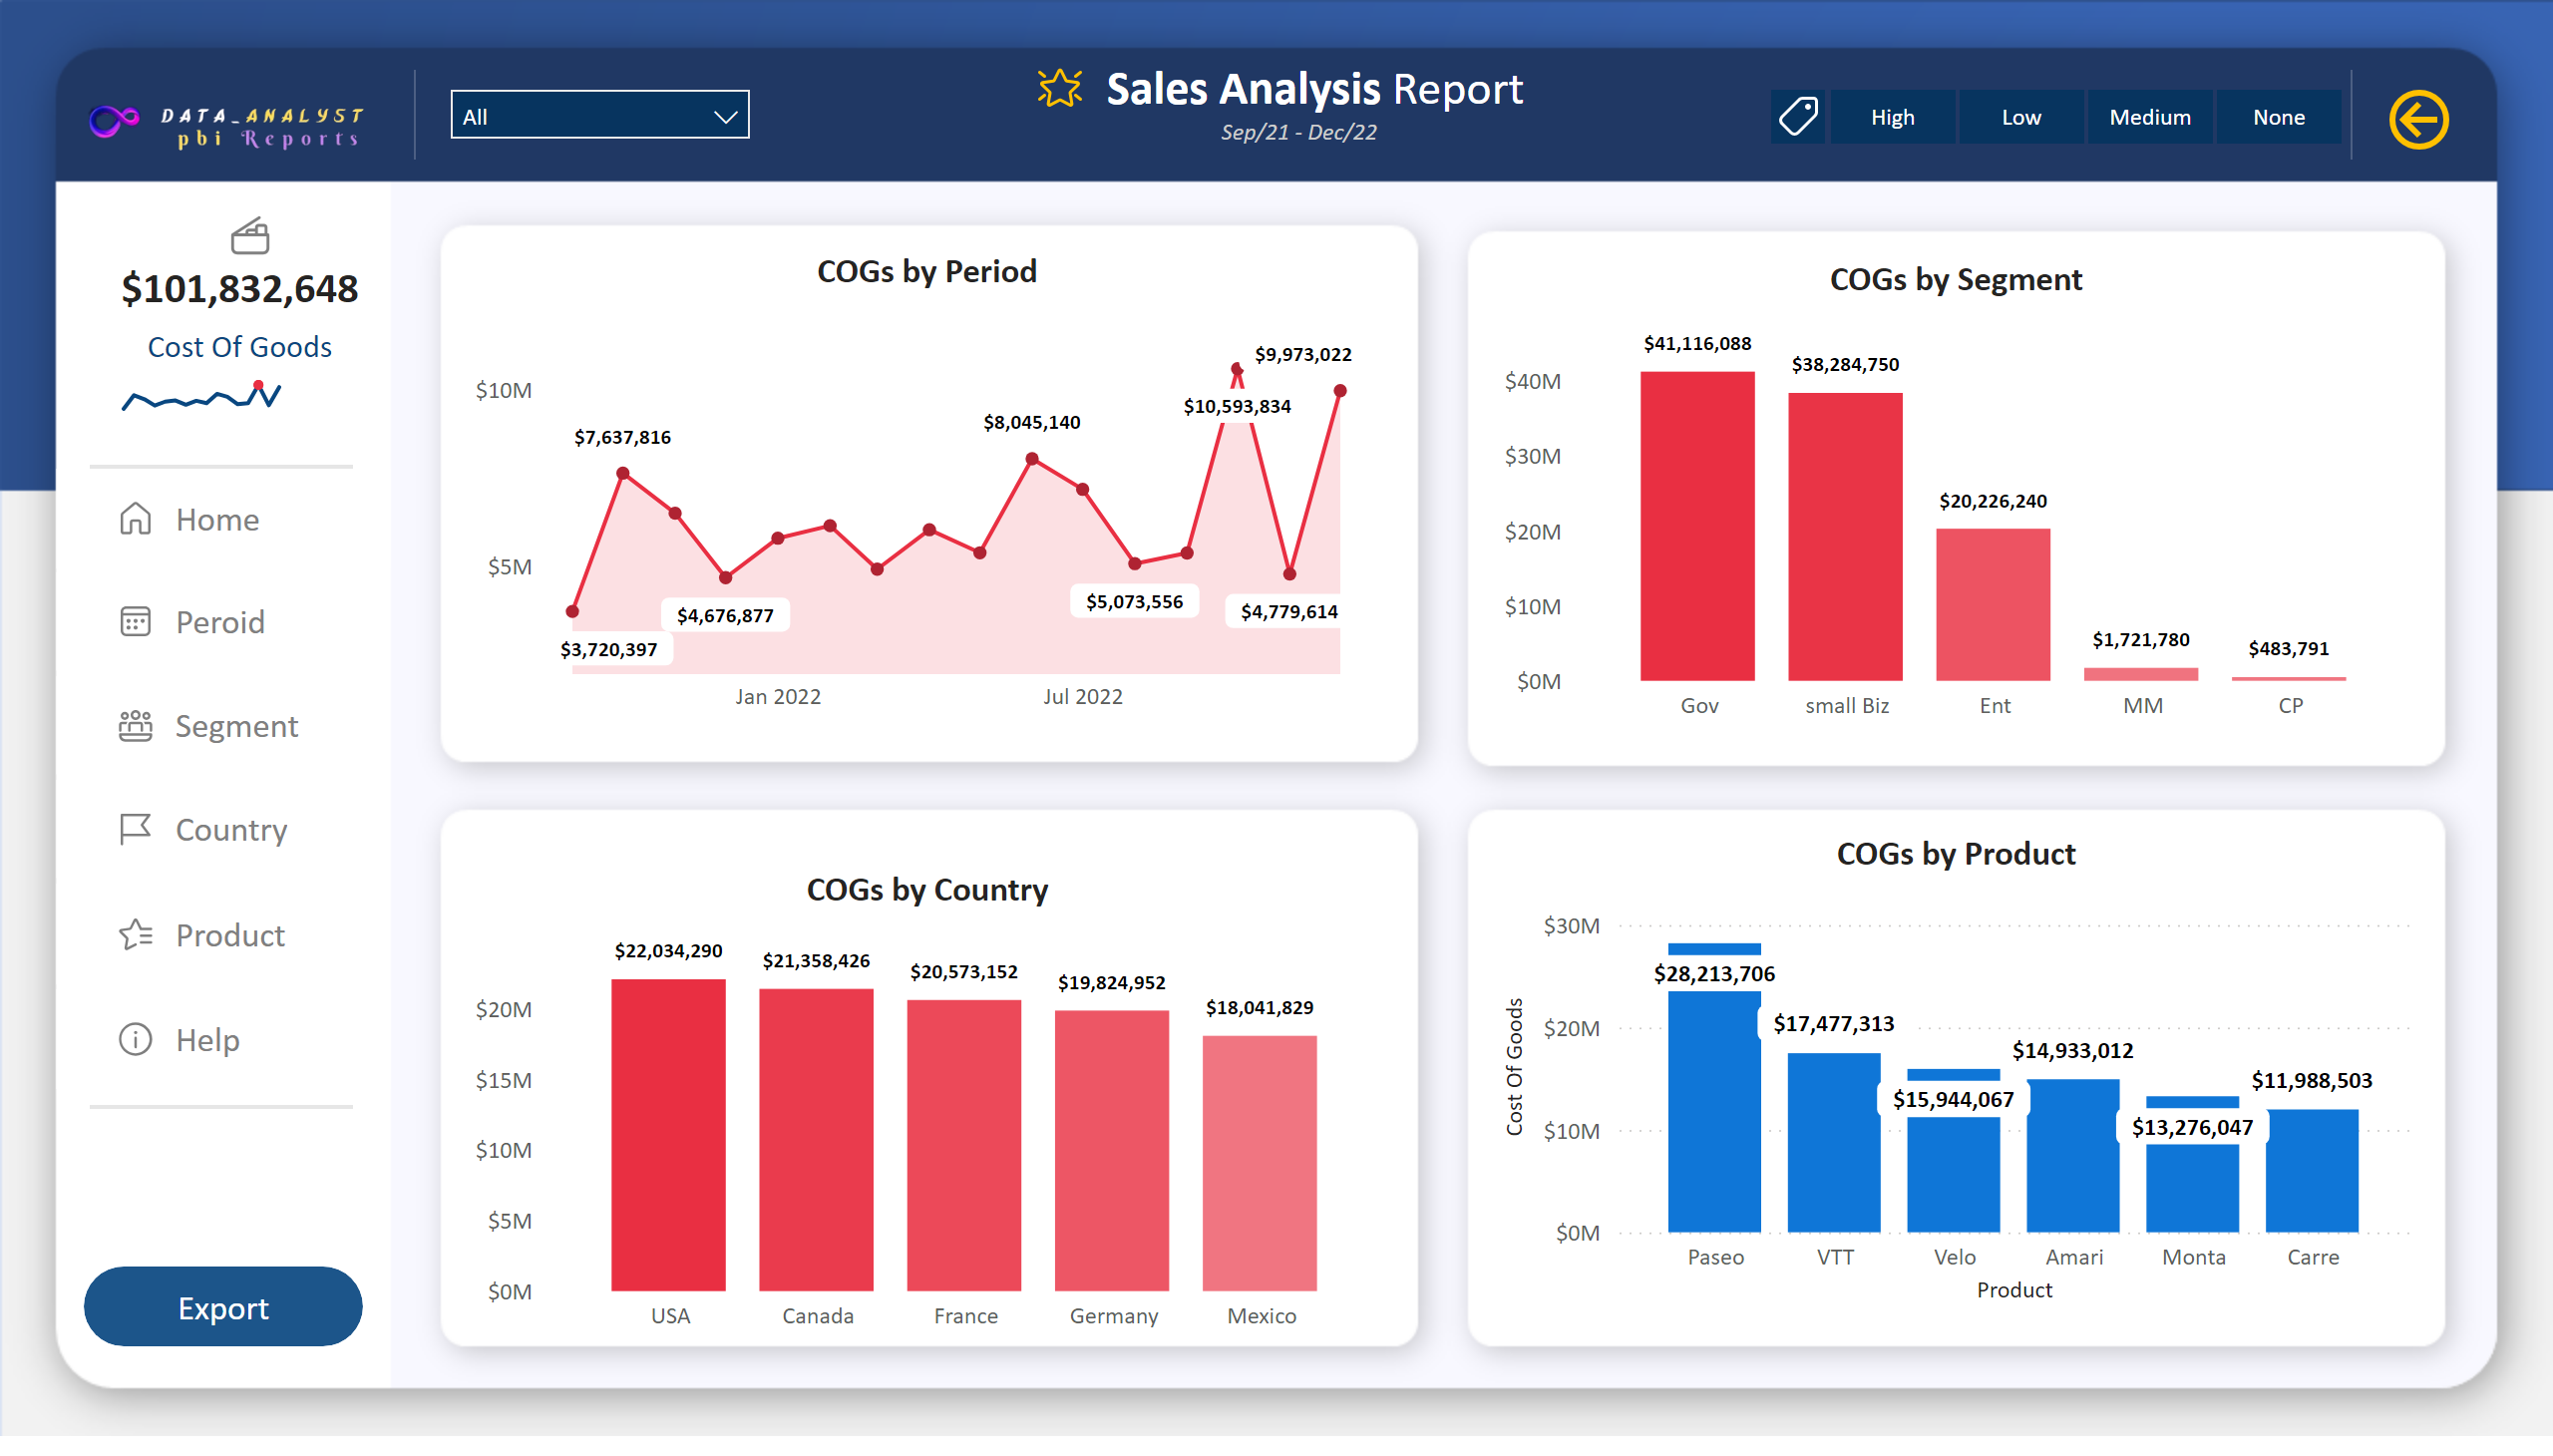 DATA_ANALYST
pbi Reports
All
Sales Analysis Report
Sep/21 - Dec/22
High
Low
Medium
None
$101,832,648
Cost Of Goods
Home
Peroid
Segment
Country
Product
Help
Export
COGs by Period
$10M
$5M
$7,637,816
$8,045,140
$9,973,022
$10,593,834
$3,720,397
$4,676,877
$5,073,556
$4,779,614
Jan 2022
Jul 2022
COGs by Segment
$40M
$30M
$20M
$10M
$0M
$41,116,088
$38,284,750
$20,226,240
$1,721,780
$483,791
Gov
small Biz
Ent
MM
CP
COGs by Country
$20M
$15M
$10M
$5M
$0M
$22,034,290
$21,358,426
$20,573,152
$19,824,952
$18,041,829
USA
Canada
France
Germany
Mexico
COGs by Product
Cost Of Goods
$30M
$20M
$10M
$0M
$28,213,706
$17,477,313
$15,944,067
$14,933,012
$13,276,047
$11,988,503
Paseo
VTT
Velo
Amari
Monta
Carre
Product